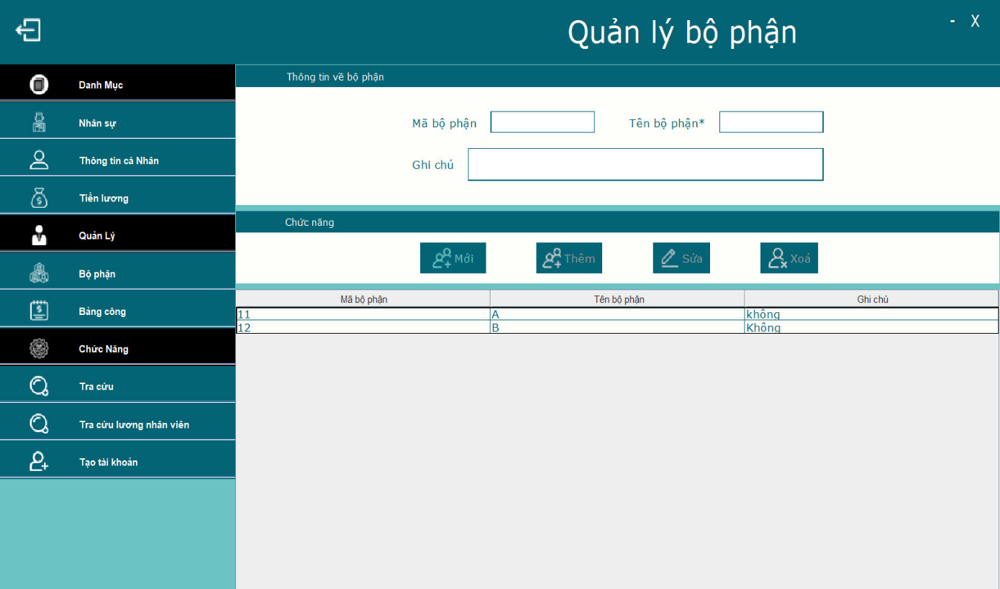 Quản lý bộ phận
- X
Danh Mục
Nhân sự
Thông tin cá Nhân
Tiền lương
Quản Lý
Bộ phận
Bảng công
Chức Năng
Tra cứu
Tra cứu lương nhân viên
Tạo tài khoản
Thông tin về bộ phận
Mã bộ phận Tên bộ phận*
Ghi chú
Chức năng
Mới Thêm Sửa Xoá
Mã bộ phận Tên bộ phận Ghi chú
11 A không
12 B Không